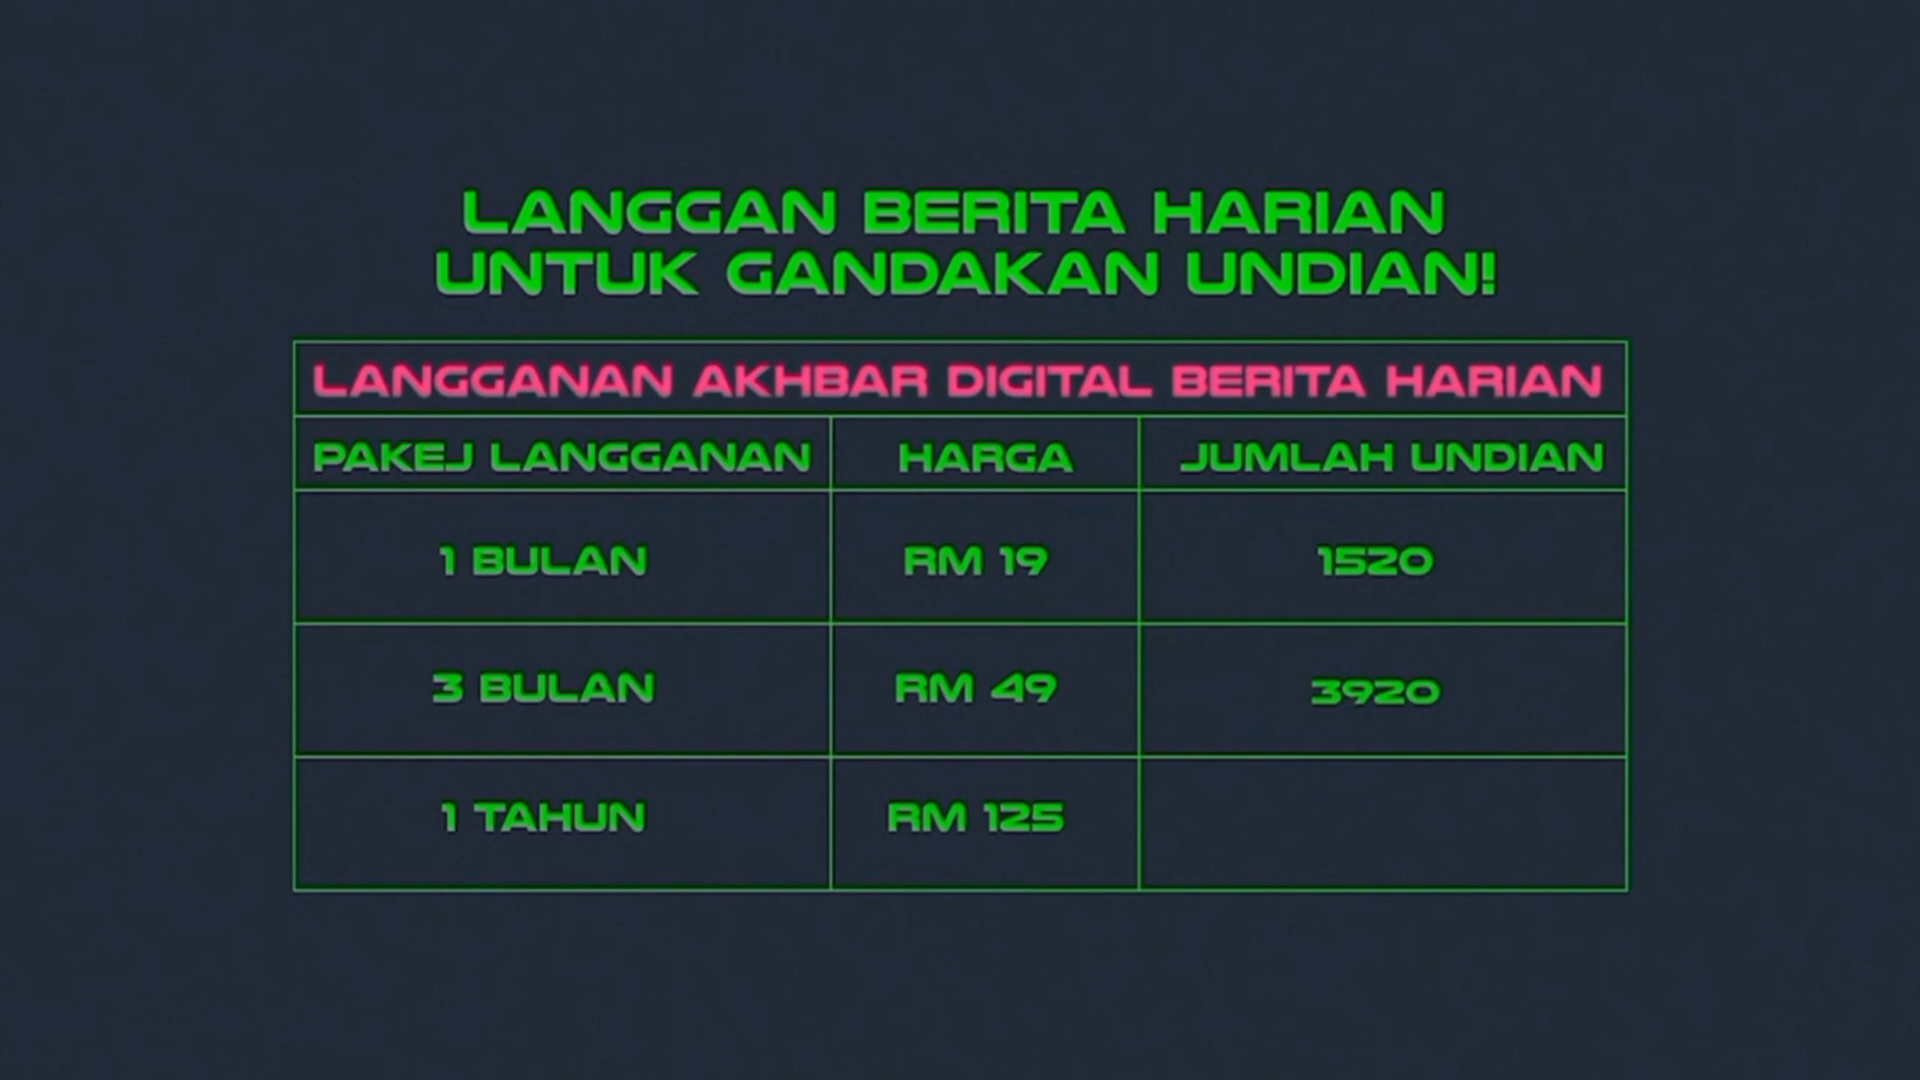 LANGGAN BERITA HARIAN
UNTUK GANDAKAN UNDIAN!
LANGGANAN AKHBAR DIGITAL BERITA HARIAN
PAKEJ LANGGANAN HARGA JUMLAH UNDIAN
1 BULAN RM 19 1520
3 BULAN RM 49 3920
1 TAHUN RM 125